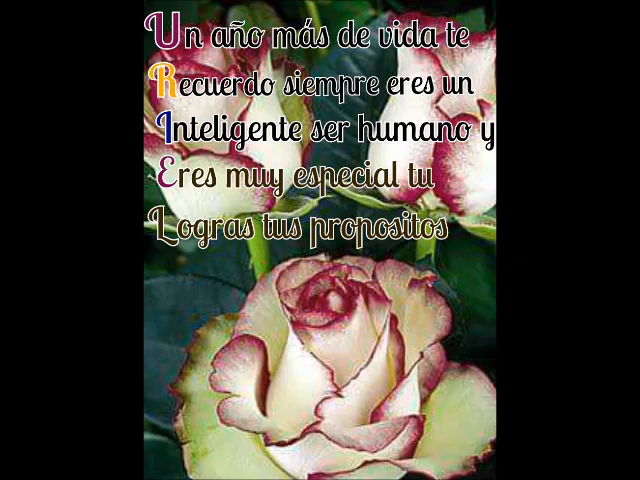 Un año más de vida te
Recuerdo siempre eres un
Inteligente ser humano y
Eres muy especial tu
Logras tus propositos